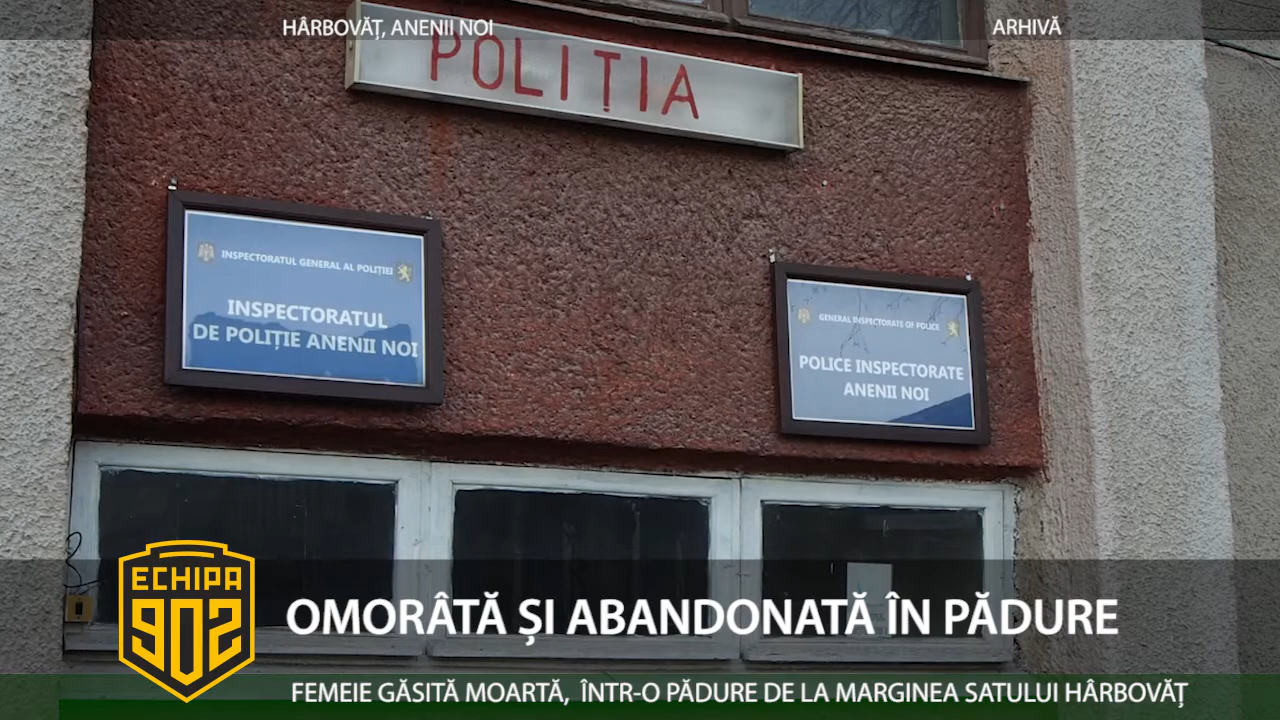 HÂRBOVĂȚ, ANENII NOI
ARHIVĂ
POLIȚIA
INSPECTORATUL GENERAL AL POLIȚIEI
INSPECTORATUL
DE POLIȚIE ANENII NOI
GENERAL INSPECTORATE OF POLICE
POLICE INSPECTORATE
ANENII NOI
ECHIPA
902
OMORÂTĂ ȘI ABANDONATĂ ÎN PĂDURE
FEMEIE GĂSITĂ MOARTĂ, ÎNTR-O PĂDURE DE LA MARGINEA SATULUI HÂRBOVĂȚ